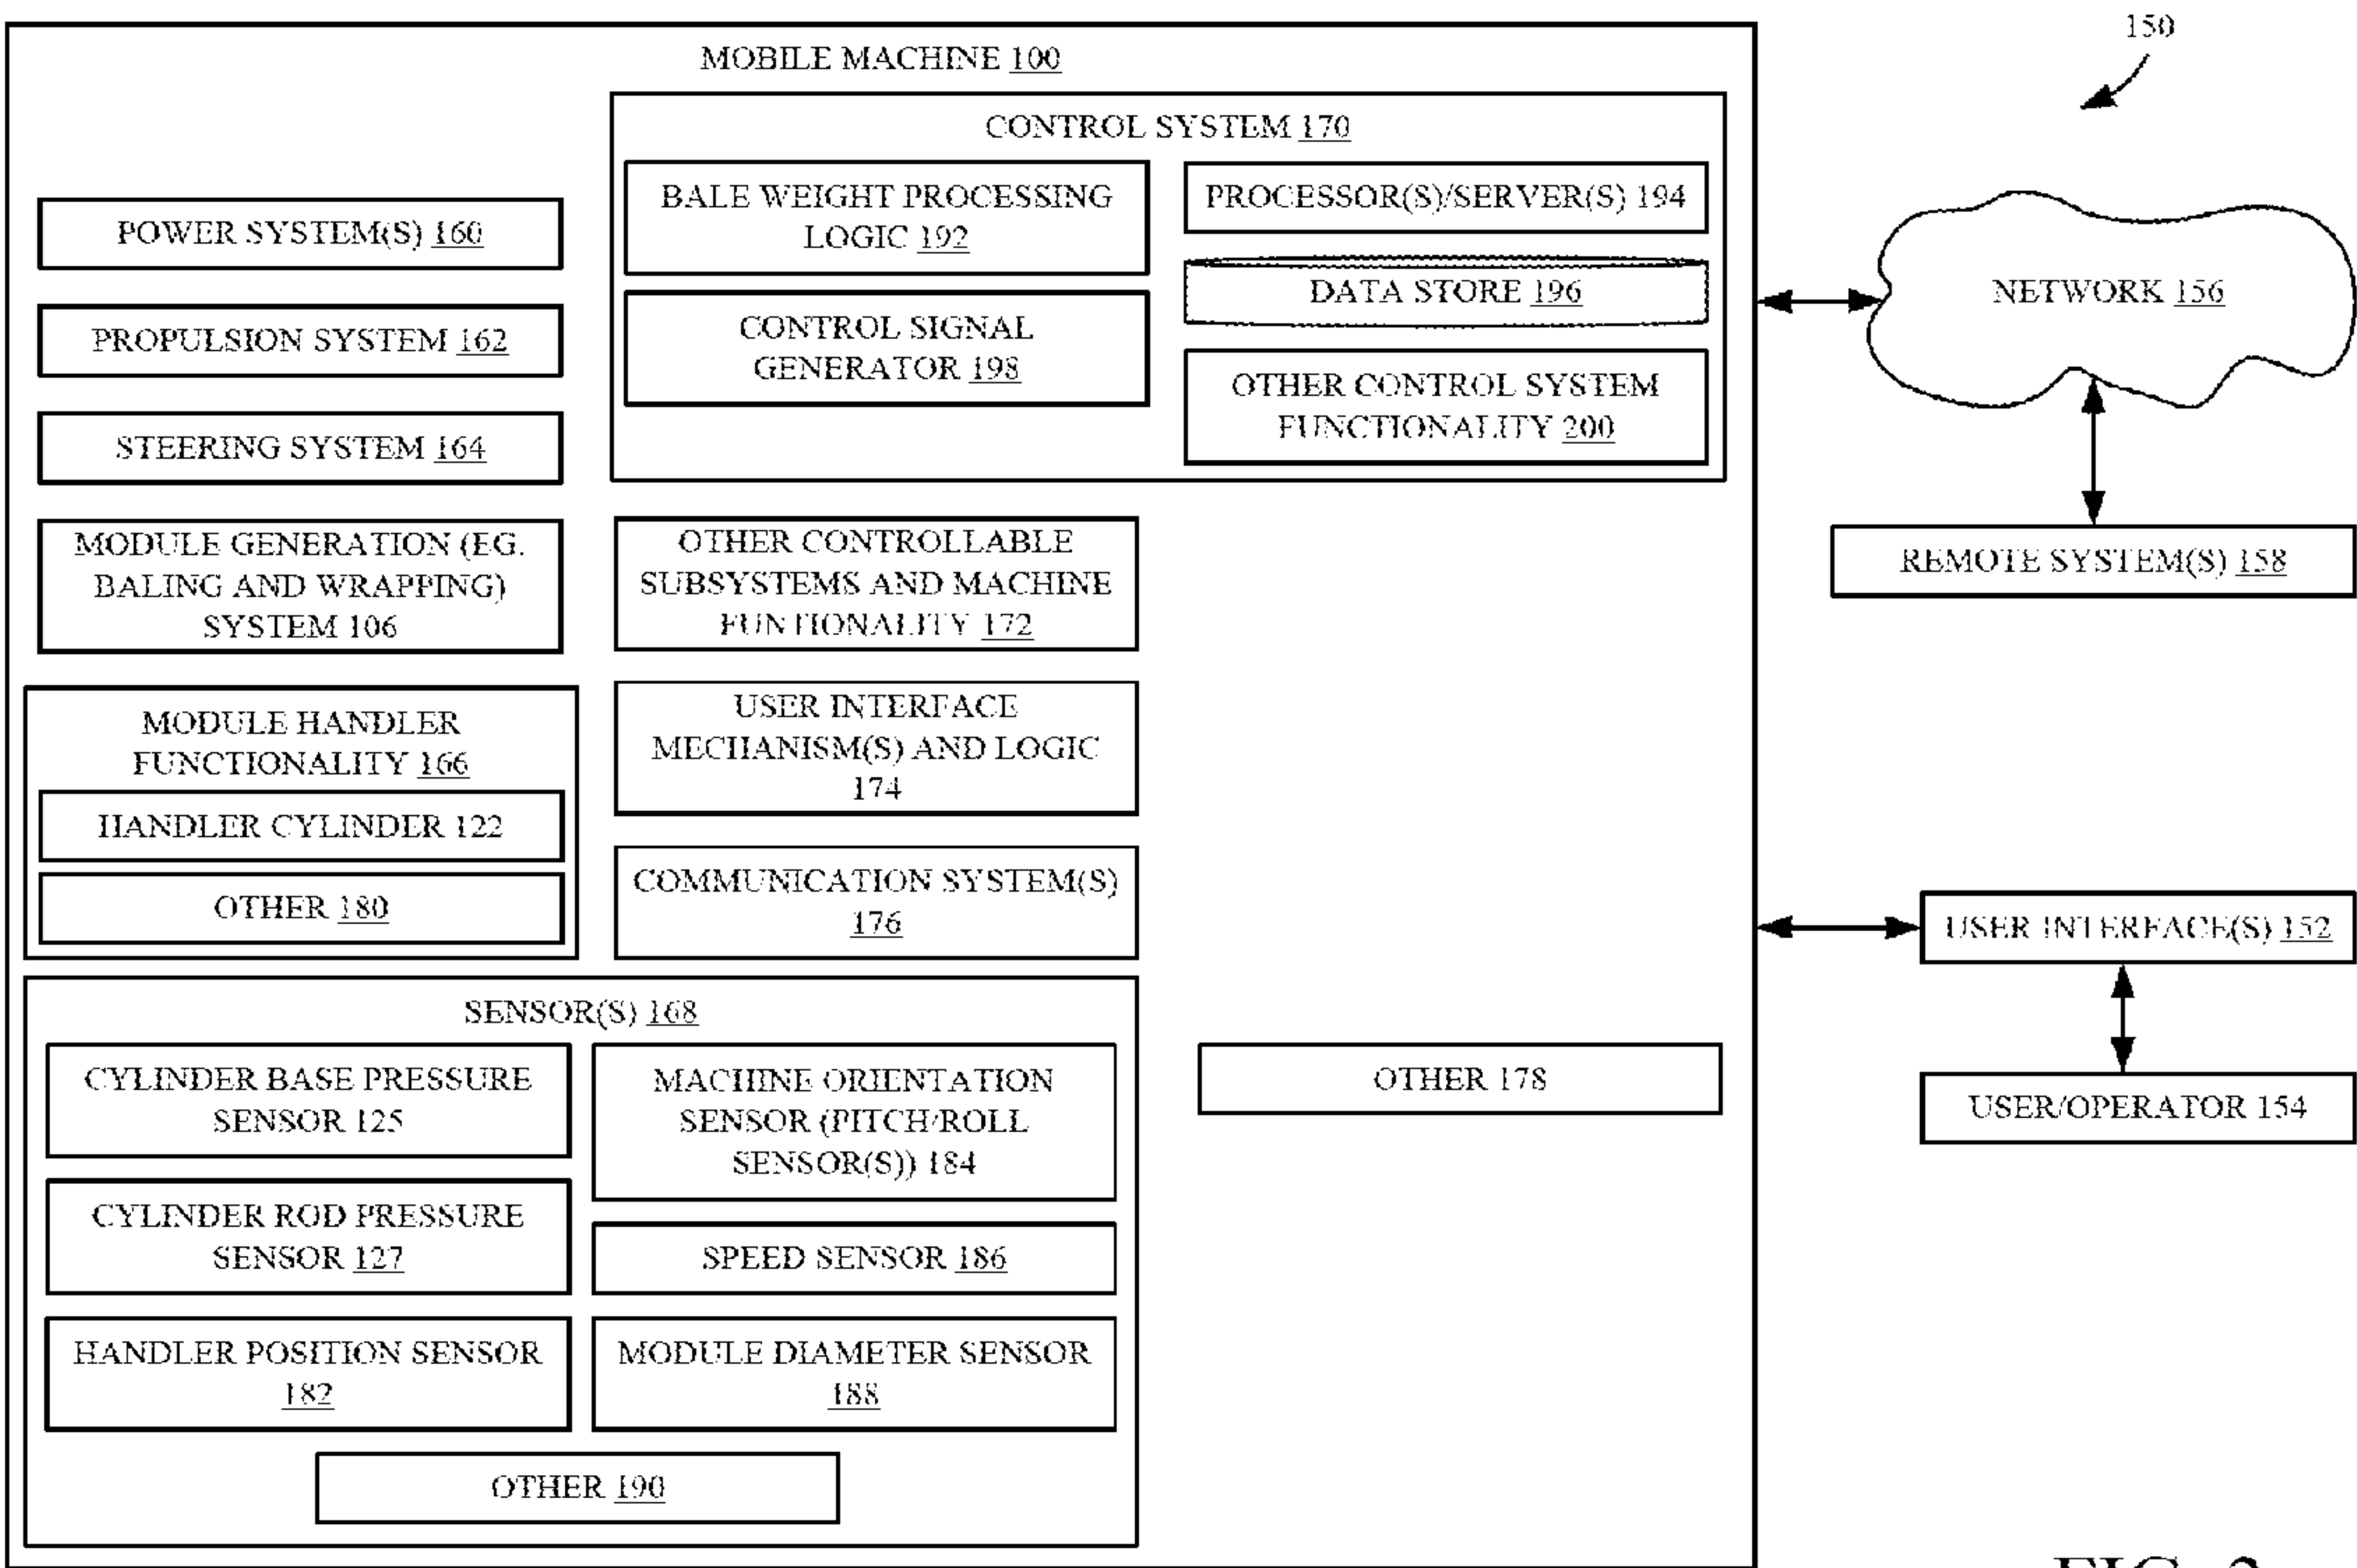 150
MOBILE MACHINE 100
CONTROL SYSTEM 170
BALE WEIGHT PROCESSING
LOGIC 192
PROCESSOR(S)/SERVER(S) 194
DATA STORE 196
CONTROL SIGNAL
GENERATOR 198
OTHER CONTROL SYSTEM
FUNCTIONALITY 200
POWER SYSTEM(S) 160
PROPULSION SYSTEM 162
STEERING SYSTEM 164
MODULE GENERATION (EG.
BALING AND WRAPPING)
SYSTEM 106
OTHER CONTROLLABLE
SUBSYSTEMS AND MACHINE
FUNTIONALITY 172
MODULE HANDLER
FUNCTIONALITY 166
HANDLER CYLINDER 122
OTHER 180
USER INTERFACE
MECHANISM(S) AND LOGIC
174
COMMUNICATION SYSTEM(S)
176
SENSOR(S) 168
CYLINDER BASE PRESSURE
SENSOR 125
MACHINE ORIENTATION
SENSOR (PITCH/ROLL
SENSOR(S)) 184
CYLINDER ROD PRESSURE
SENSOR 127
SPEED SENSOR 186
HANDLER POSITION SENSOR
182
MODULE DIAMETER SENSOR
188
OTHER 190
OTHER 178
NETWORK 156
REMOTE SYSTEM(S) 158
USER INTERFACE(S) 152
USER/OPERATOR 154